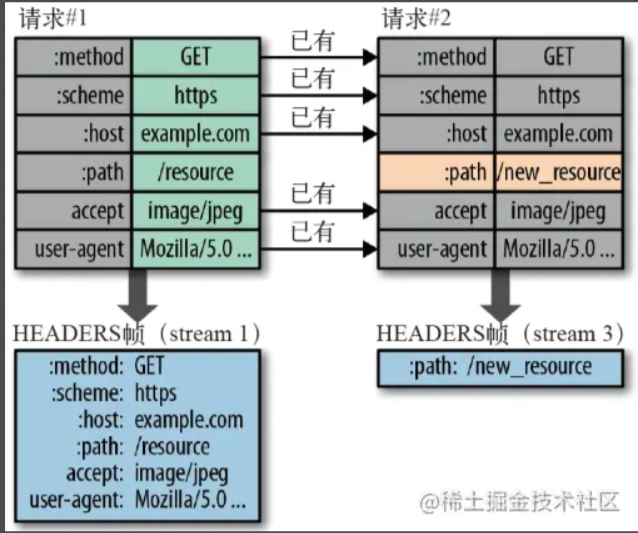 请求#1
:method GET
:scheme https
:host example.com
:path /resource
accept image/jpeg
user-agent Mozilla/5.0 ...
已有
已有
已有
已有
已有
请求#2
:method GET
:scheme https
:host example.com
:path /new_resource
accept image/jpeg
user-agent Mozilla/5.0 ...
HEADERS帧（stream 1）
:method: GET
:scheme: https
:host: example.com
:path: /resource
accept: image/jpeg
user-agent: Mozilla/5.0 ...
HEADERS帧（stream 3）
:path: /new_resource
@稀土掘金技术社区